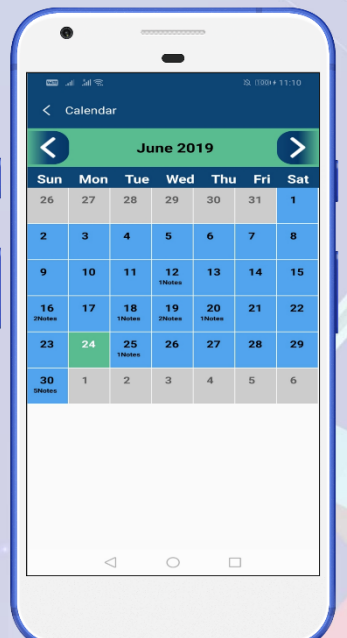 (100) 11:10
Calendar
June 2019
Sun Mon Tue Wed Thu Fri Sat
26 27 28 29 30 31 1
2 3 4 5 6 7 8
9 10 11 12 13 14 15
1Notes
16 17 18 19 20 21 22
2Notes 1Notes 2Notes 1Notes
23 24 25 26 27 28 29
1Notes
30 1 2 3 4 5 6
5Notes